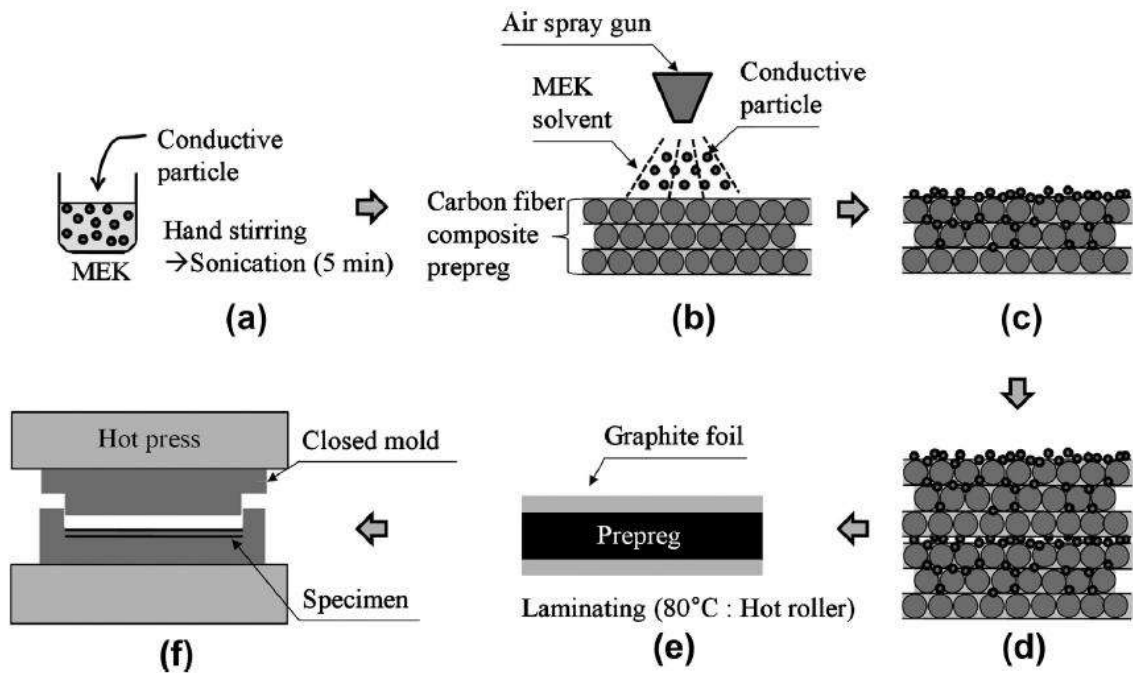 Conductive
particle
Hand stirring
→Sonication (5 min)
MEK
(a)
Air spray gun
MEK
solvent
Conductive
particle
Carbon fiber
composite
prepreg
(b)
(c)
(d)
Graphite foil
Prepreg
Laminating (80°C : Hot roller)
(e)
Hot press
Closed mold
Specimen
(f)